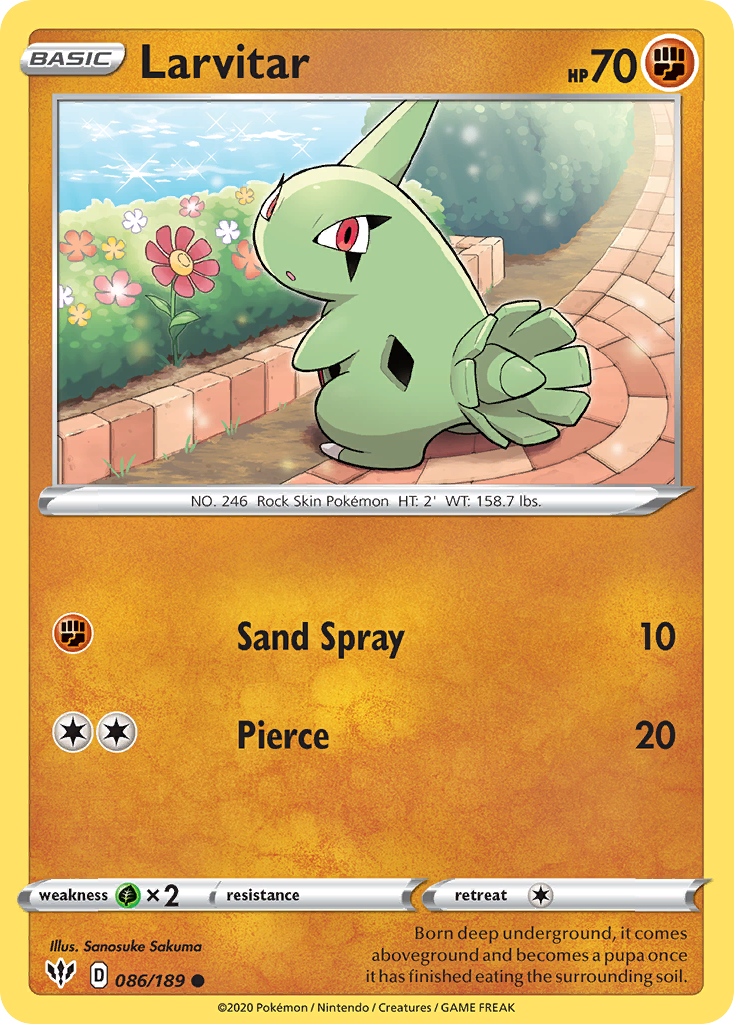 BASIC Larvitar HP 70
NO. 246 Rock Skin Pokémon HT: 2' WT: 158.7 lbs.
Sand Spray 10
Pierce 20
weakness ×2 resistance retreat
Illus. Sanosuke Sakuma
Born deep underground, it comes
aboveground and becomes a pupa once
it has finished eating the surrounding soil.
D 086/189
©2020 Pokémon / Nintendo / Creatures / GAME FREAK